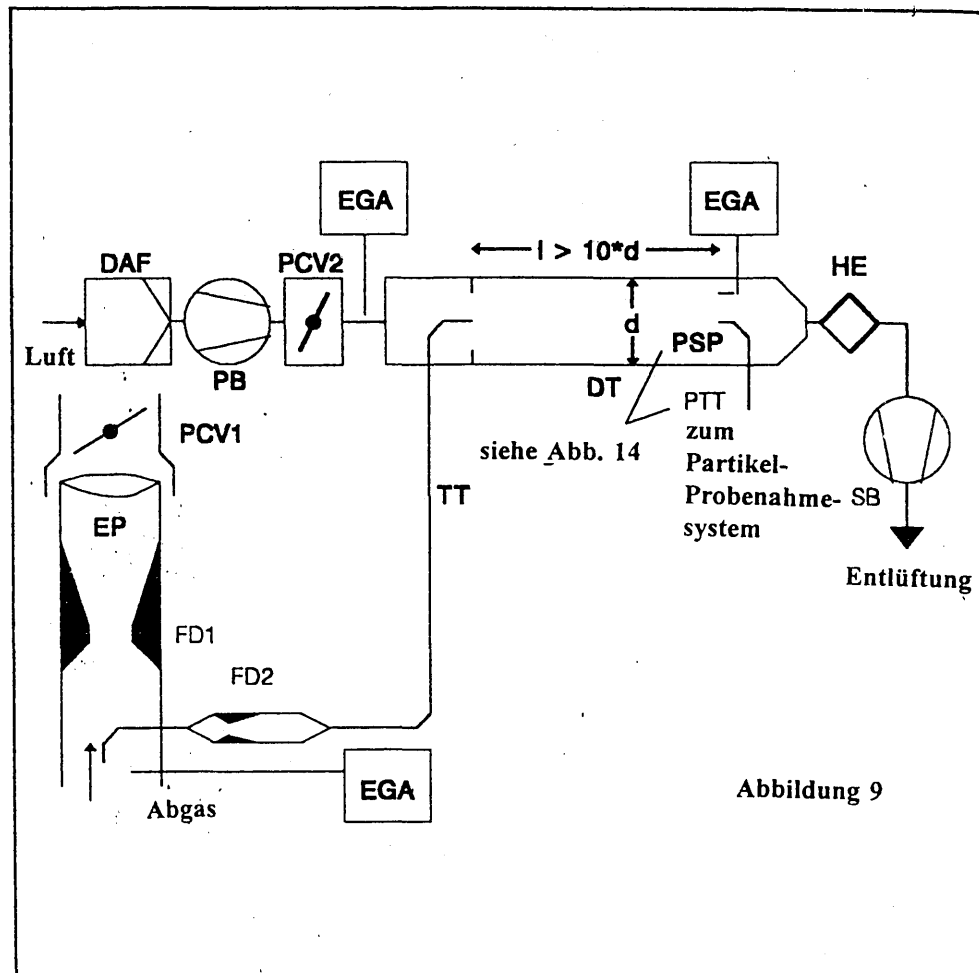 EGA
EGA
l > 10*d
DAF
PCV2
HE
d
Luft
PB
PSP
DT
PCV1
PTT
siehe Abb. 14
zum
Partikel-
Probenahme-
system
SB
TT
EP
Entlüftung
FD1
FD2
EGA
Abbildung 9
Abgas